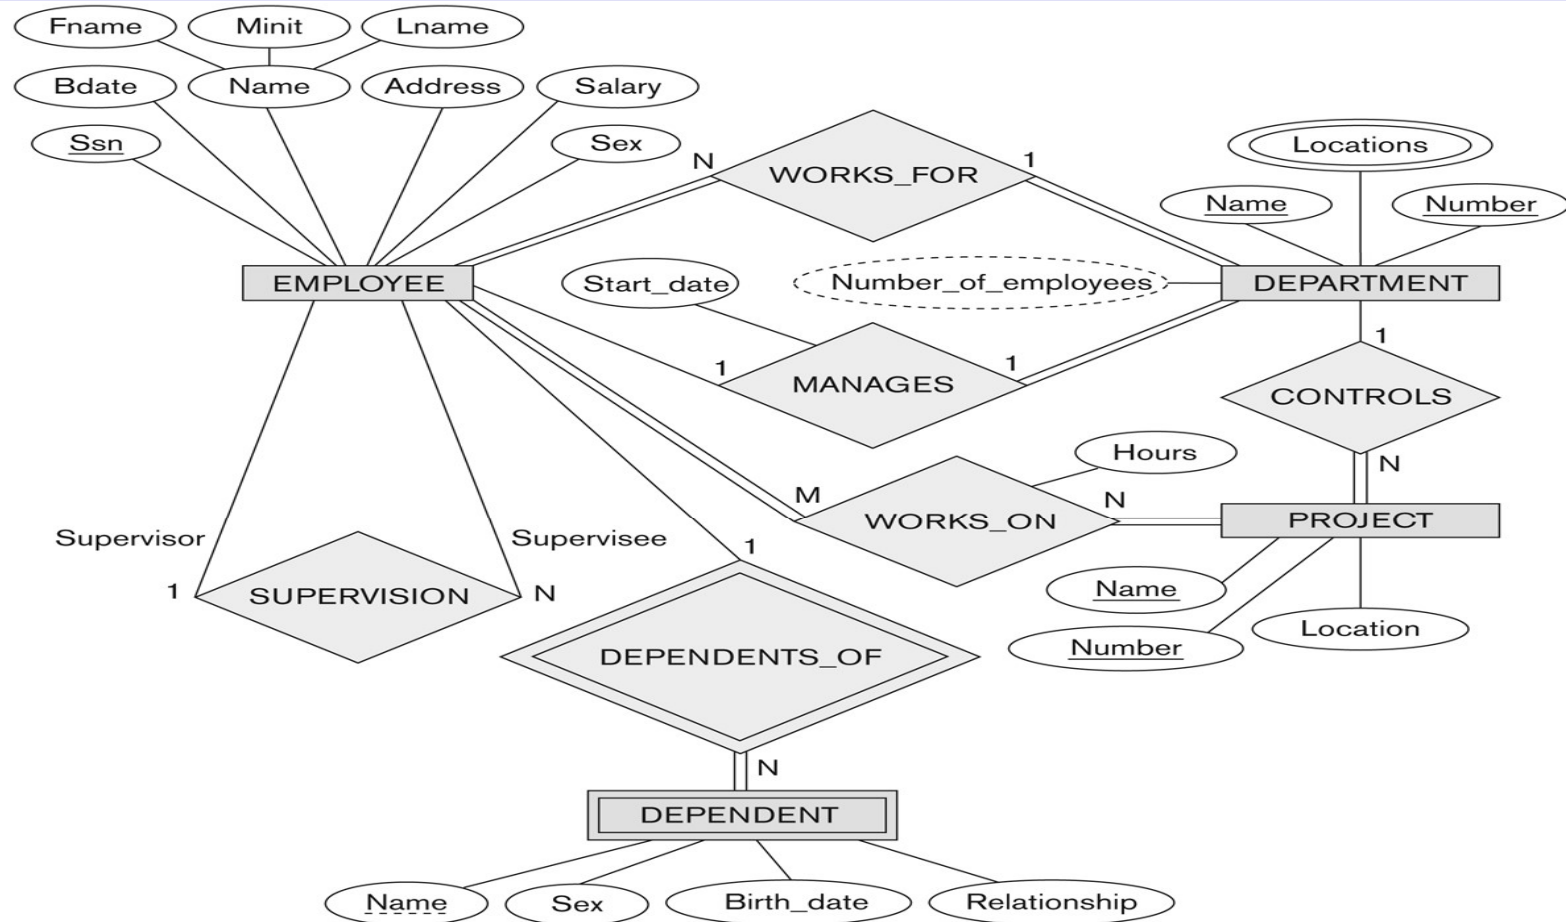 Fname
Minit
Lname
Bdate
Name
Address
Salary
Ssn
Sex
N
WORKS_FOR
1
Locations
Name
Number
EMPLOYEE
Start_date
Number_of_employees
DEPARTMENT
1
MANAGES
1
1
CONTROLS
N
Hours
M
WORKS_ON
N
PROJECT
Supervisor
Supervisee
1
SUPERVISION
N
1
Name
Number
Location
DEPENDENTS_OF
N
DEPENDENT
Name
Sex
Birth_date
Relationship